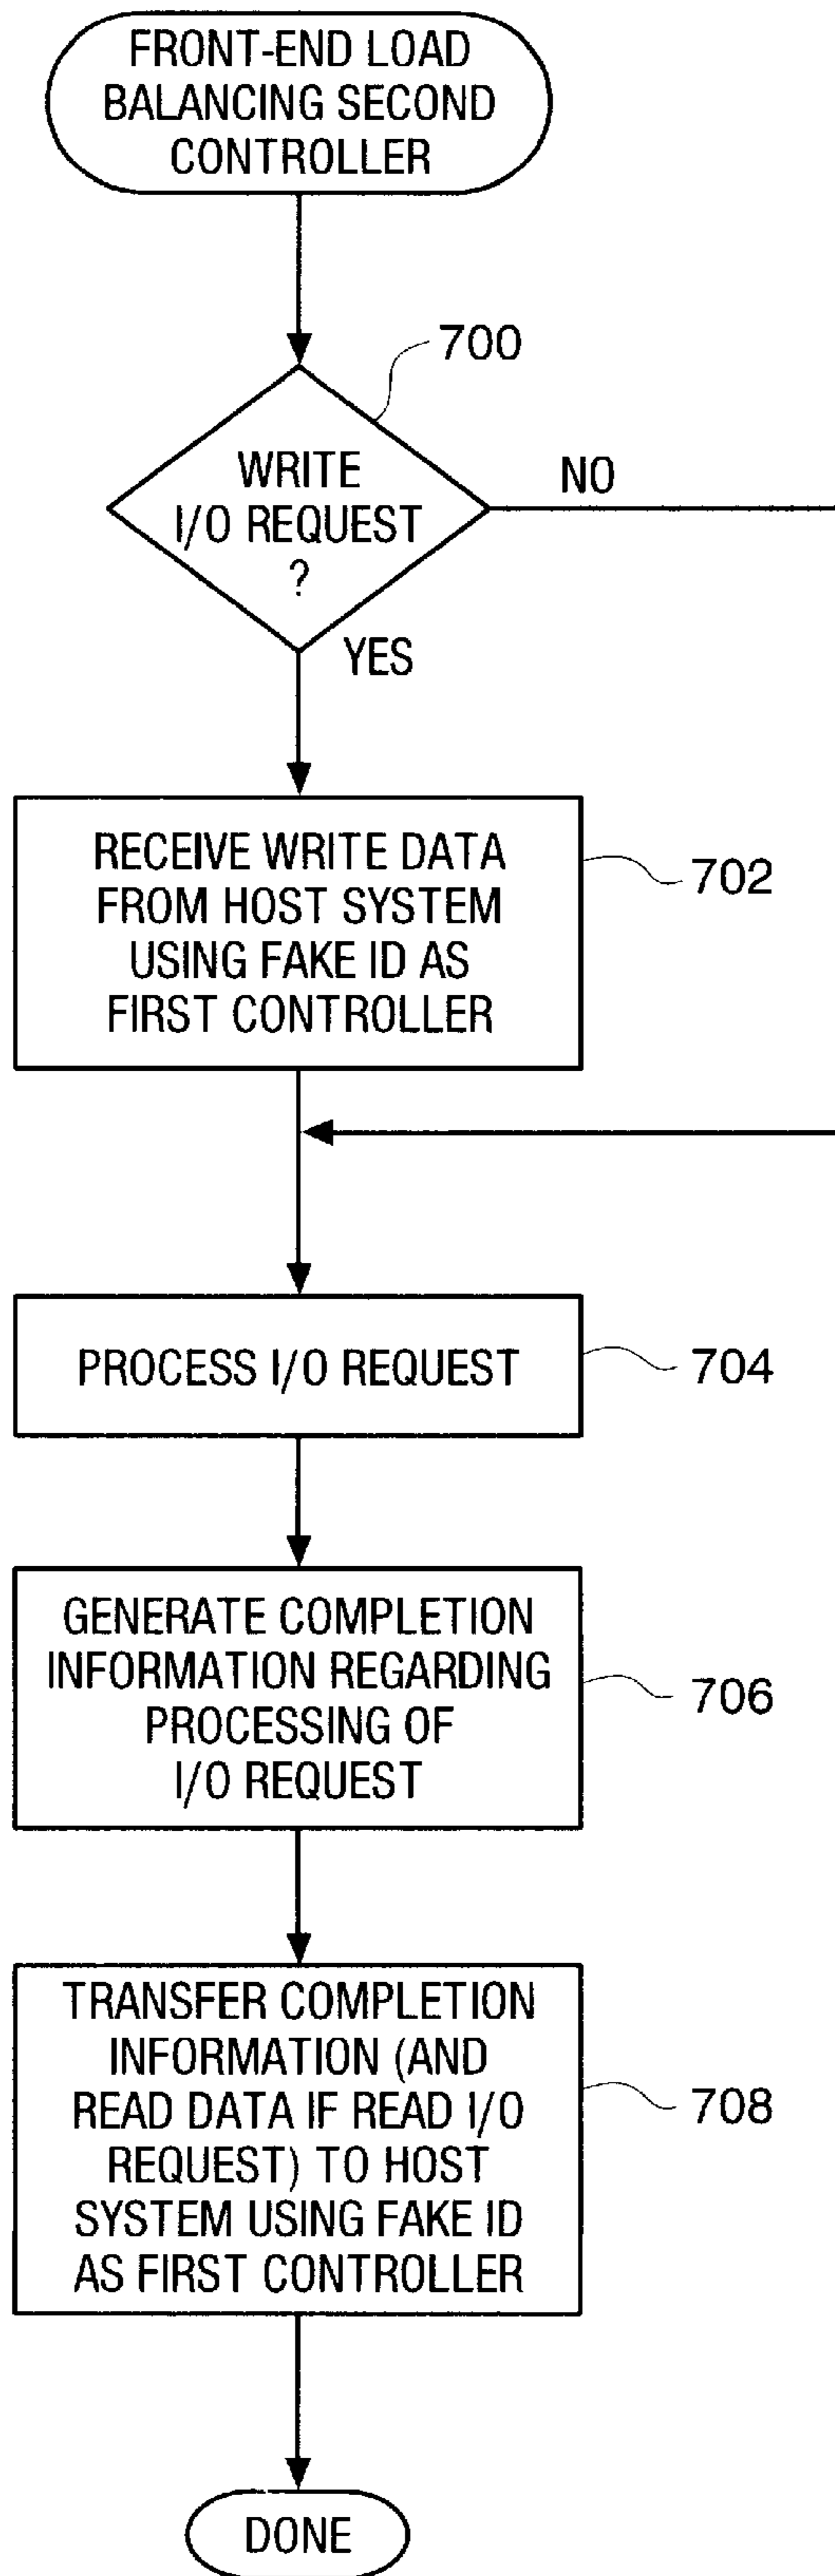 FRONT-END LOAD
BALANCING SECOND
CONTROLLER
700
WRITE
I/O REQUEST
?
NO
YES
RECEIVE WRITE DATA
FROM HOST SYSTEM
USING FAKE ID AS
FIRST CONTROLLER
702
PROCESS I/O REQUEST
704
GENERATE COMPLETION
INFORMATION REGARDING
PROCESSING OF
I/O REQUEST
706
TRANSFER COMPLETION
INFORMATION (AND
READ DATA IF READ I/O
REQUEST) TO HOST
SYSTEM USING FAKE ID
AS FIRST CONTROLLER
708
DONE